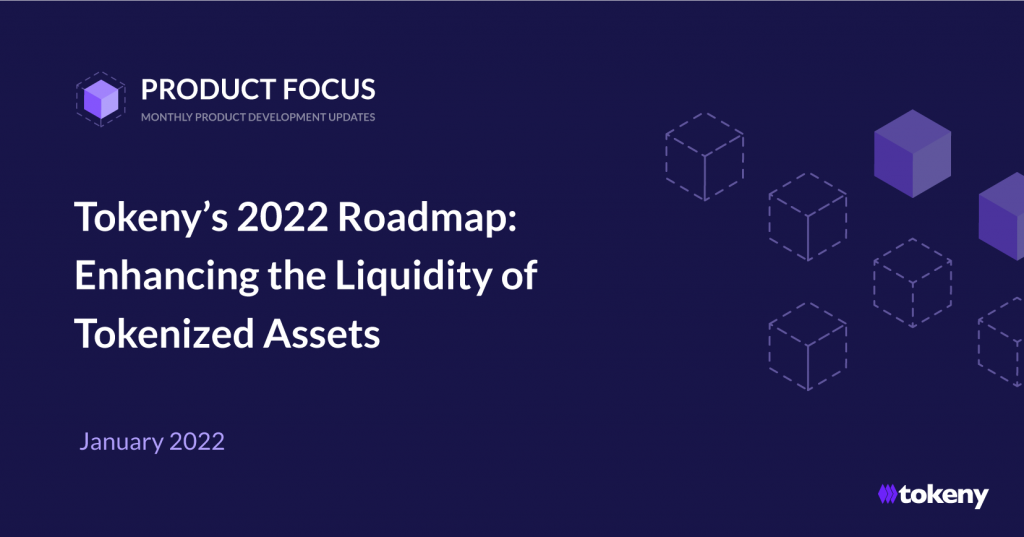 PRODUCT FOCUS
MONTHLY PRODUCT DEVELOPMENT UPDATES
Tokeny’s 2022 Roadmap:
Enhancing the Liquidity of
Tokenized Assets
January 2022
tokeny